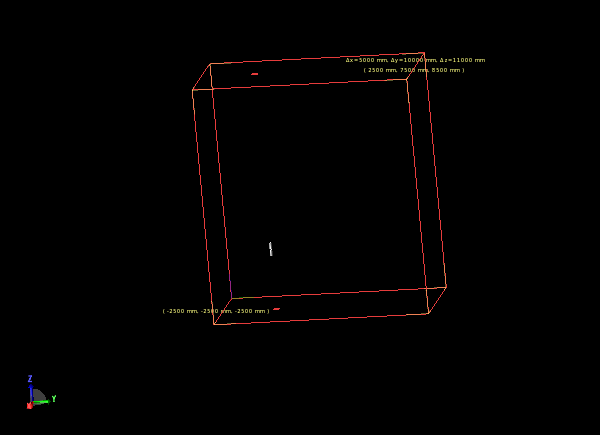 Δx=5000 mm, Δy=10000 mm, Δz=11000 mm
( 2500 mm, 7500 mm, 8500 mm )
( -2500 mm, -2500 mm, -2500 mm )
Z
Y